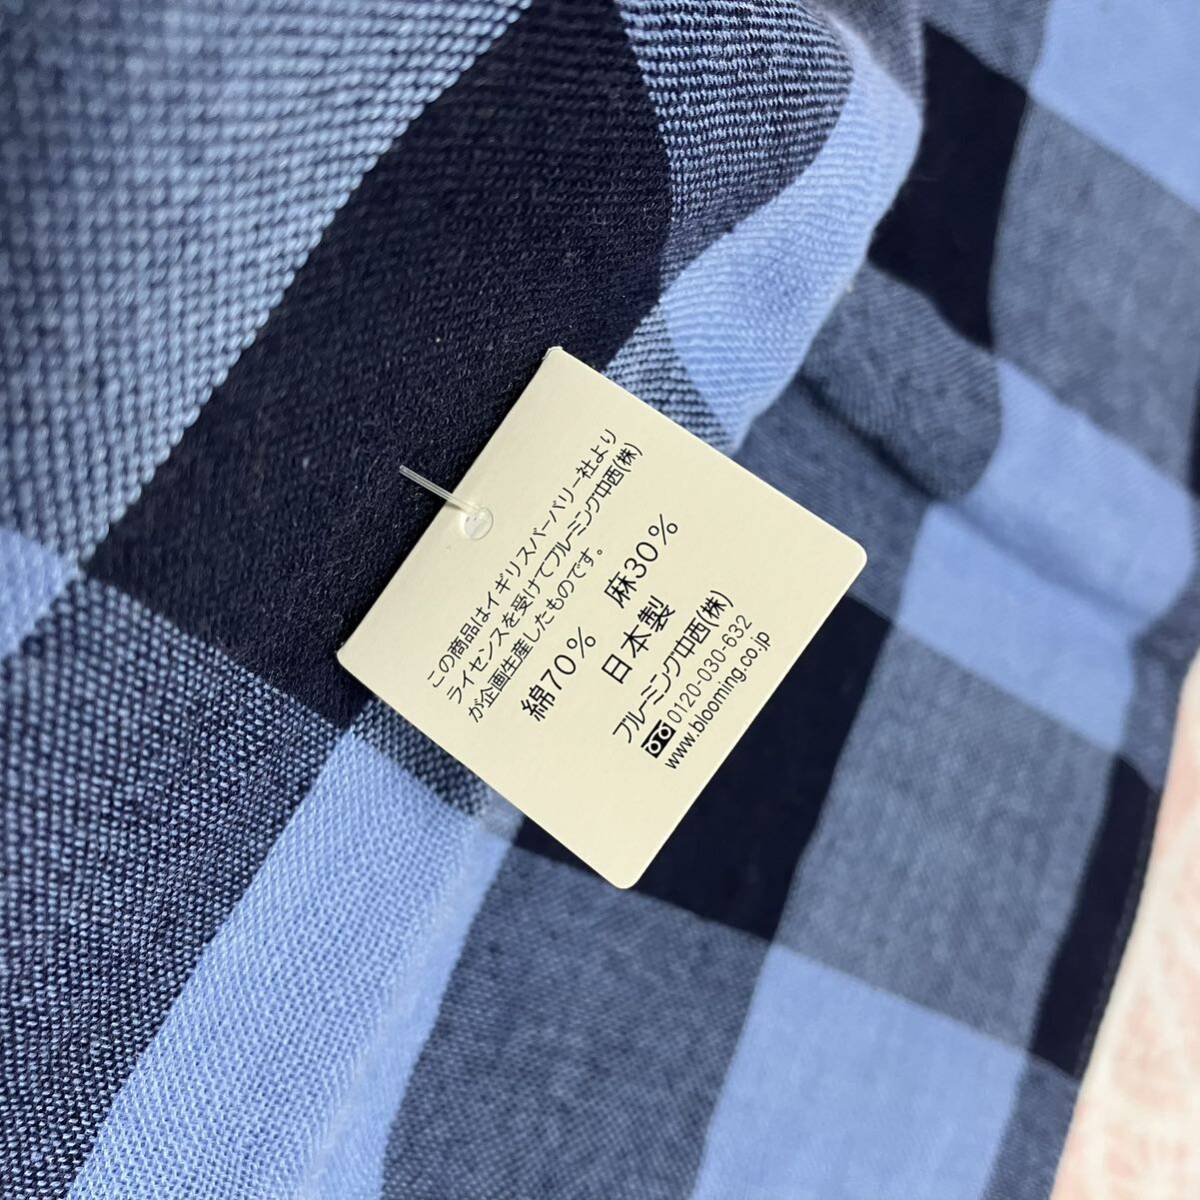 この商品はイギリスバーバリー社より
ライセンスを受けてブルーミング中西(株)
が企画生産したものです。
綿70% 麻30%
日本製
ブルーミング中西(株)
0120-030-632
www.blooming.co.jp